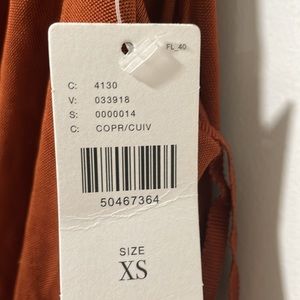 FL_40
C: 4130
V: 033918
S: 0000014
C: COPR/CUIV
50467364
SIZE
XS